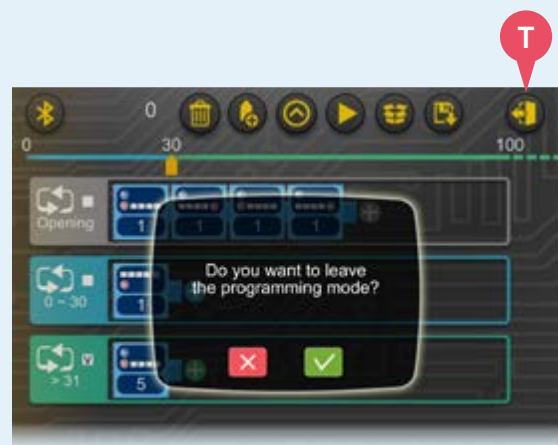 T
0
0 30 100
Opening
1 1 1 1
Do you want to leave
the programming mode?
0 ~ 30
1
> 31
5